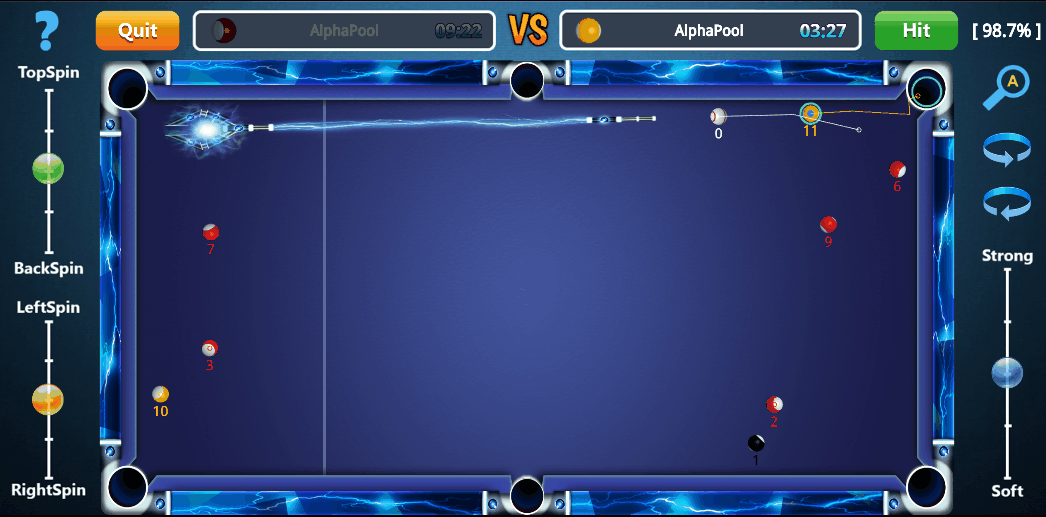 Quit
AlphaPool 09:22
VS
AlphaPool 03:27
Hit
[ 98.7% ]
TopSpin
A
0
11
6
BackSpin
7
9
Strong
LeftSpin
3
10
2
1
RightSpin
Soft